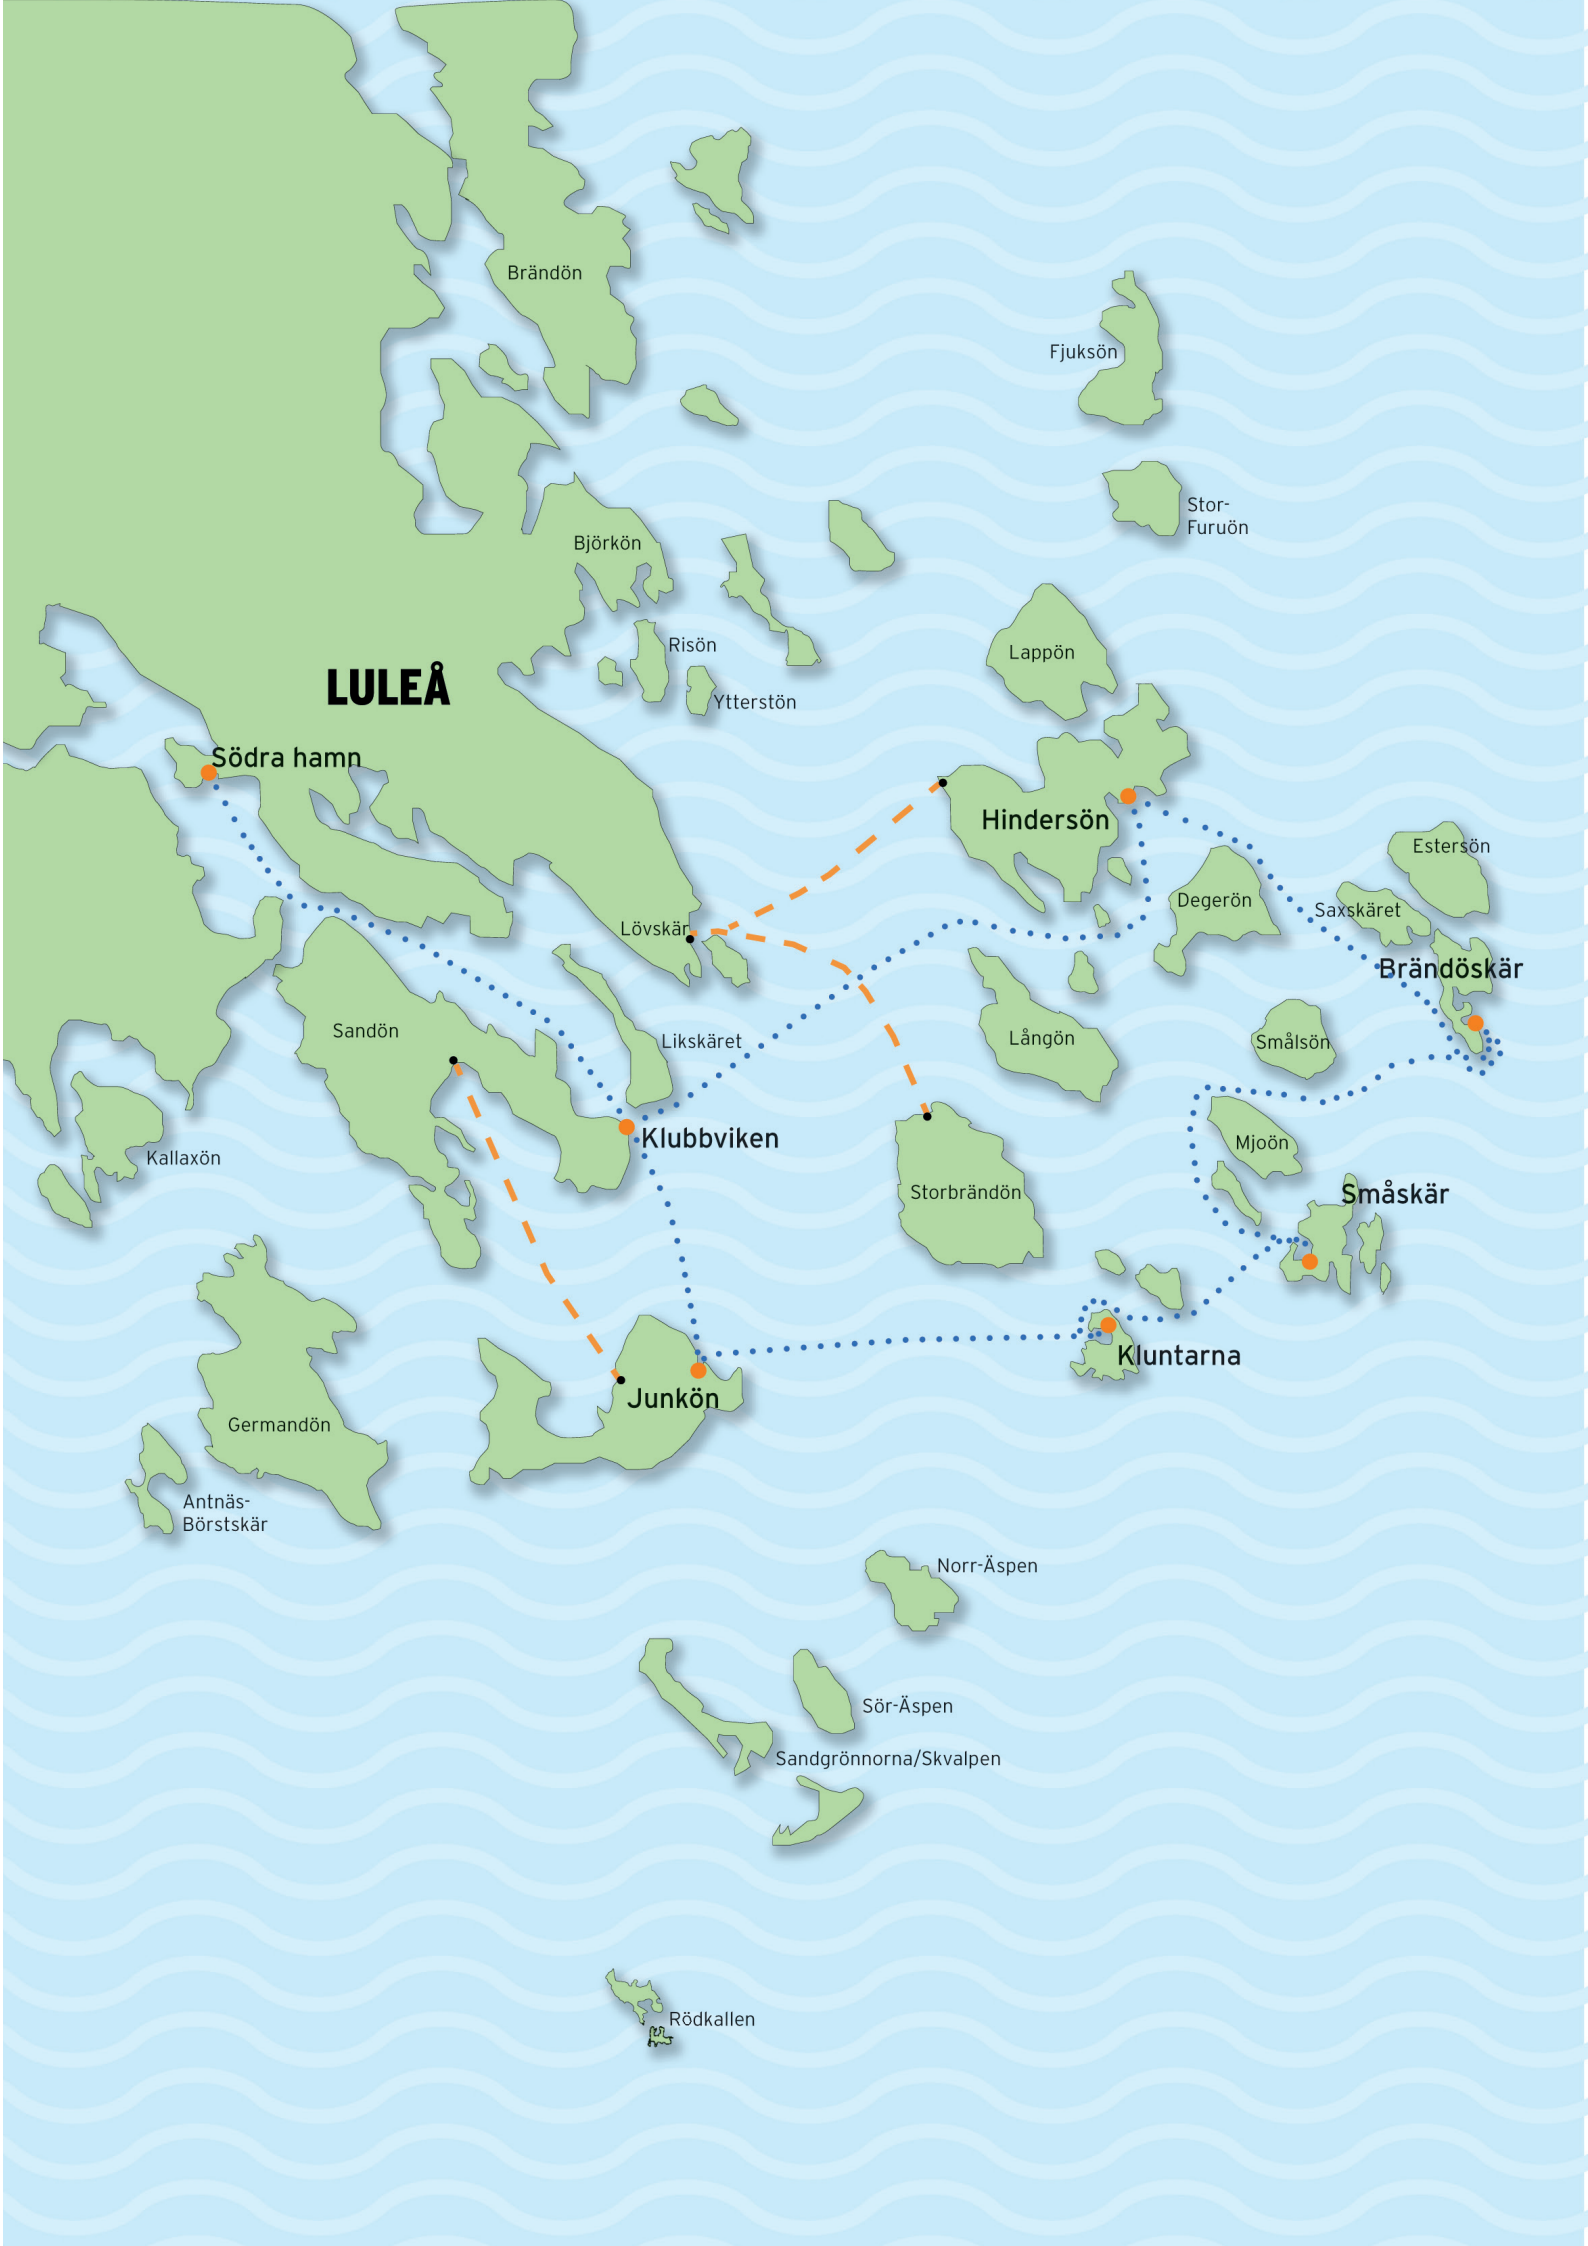 Brändön
Fjuksön
Stor-
Furuön
Björkön
Risön
Lappön
LULEÅ
Ytterstön
Södra hamn
Hindersön
Estersön
Degerön
Saxskäret
Lövskär
Brändöskär
Sandön
Likskäret
Långön
Smålsön
Klubbviken
Mjoön
Kallaxön
Storbrändön
Småskär
Kluntarna
Junkön
Germandön
Antnäs-
Börstskär
Norr-Äspen
Sör-Äspen
Sandgrönnorna/Skvalpen
Rödkallen